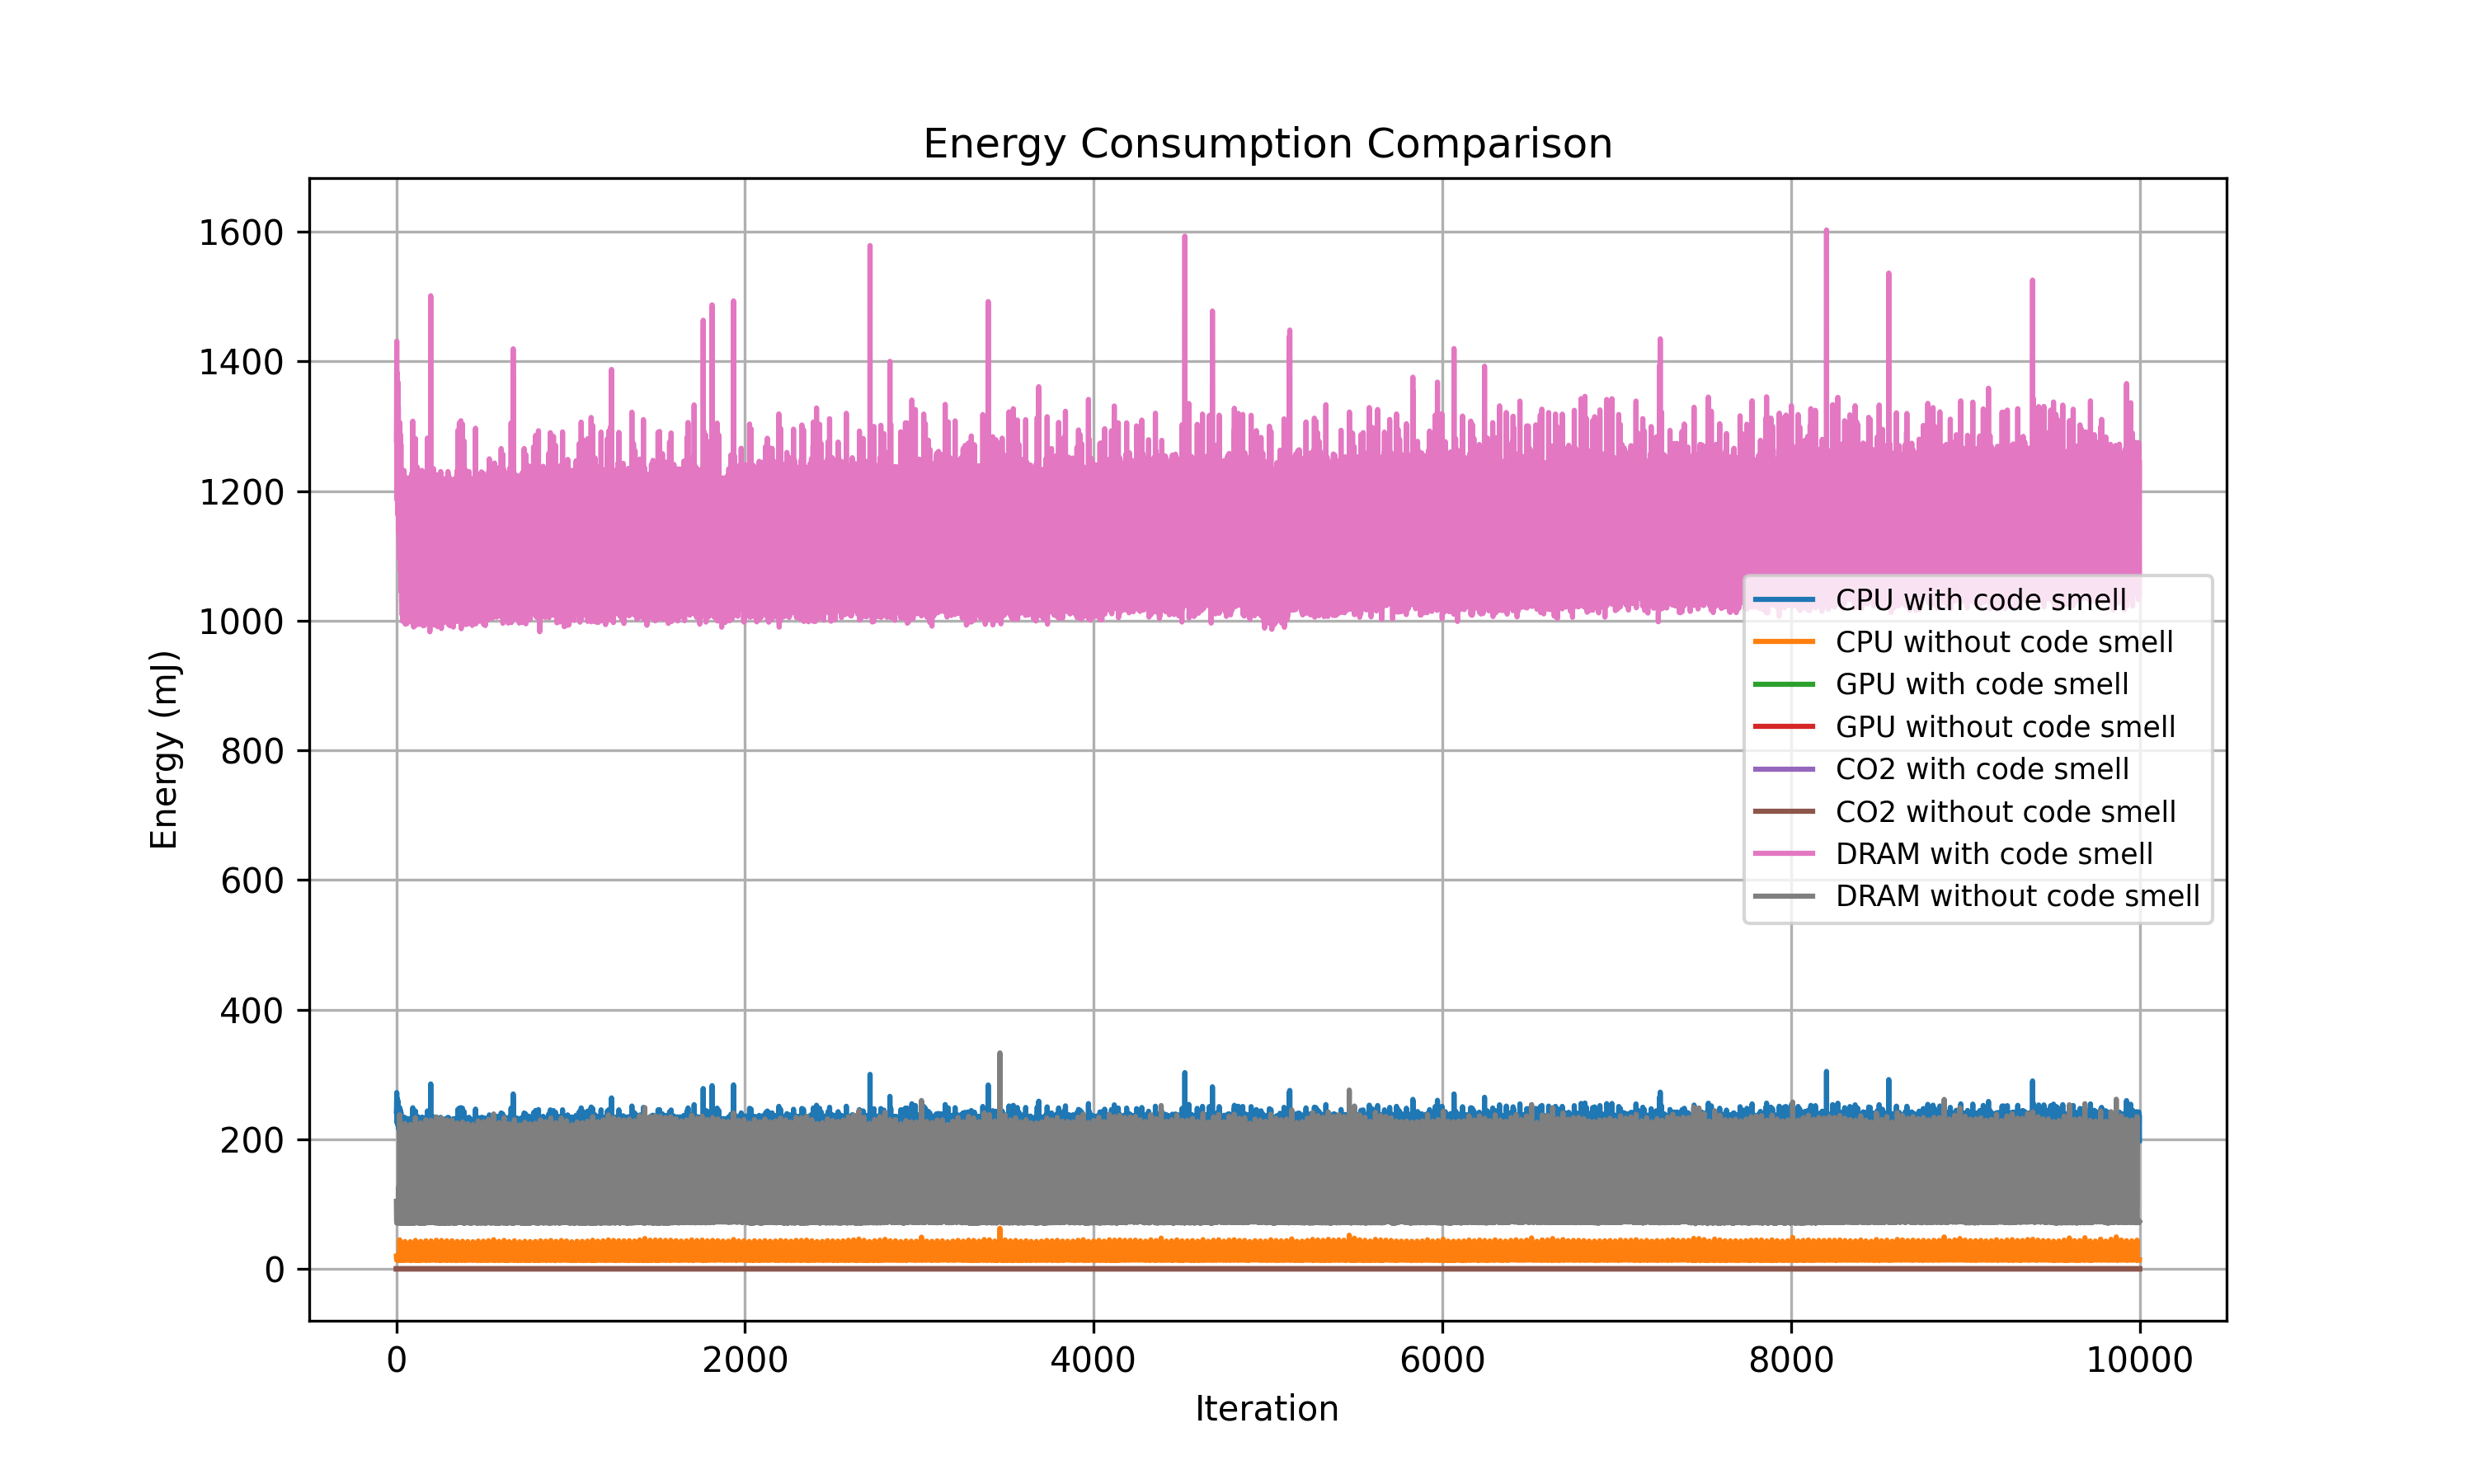 Energy Consumption Comparison
Energy (mJ)
1600
1400
1200
1000
800
600
400
200
0
CPU with code smell
CPU without code smell
GPU with code smell
GPU without code smell
CO2 with code smell
CO2 without code smell
DRAM with code smell
DRAM without code smell
0 2000 4000 6000 8000 10000
Iteration